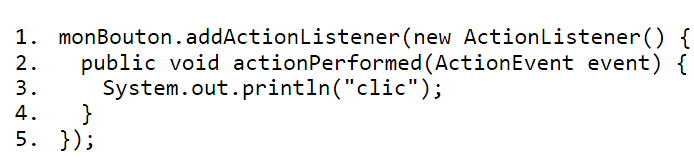 1. monBouton.addActionListener(new ActionListener() {
2.   public void actionPerformed(ActionEvent event) {
3.     System.out.println("clic");
4.   }
5. });